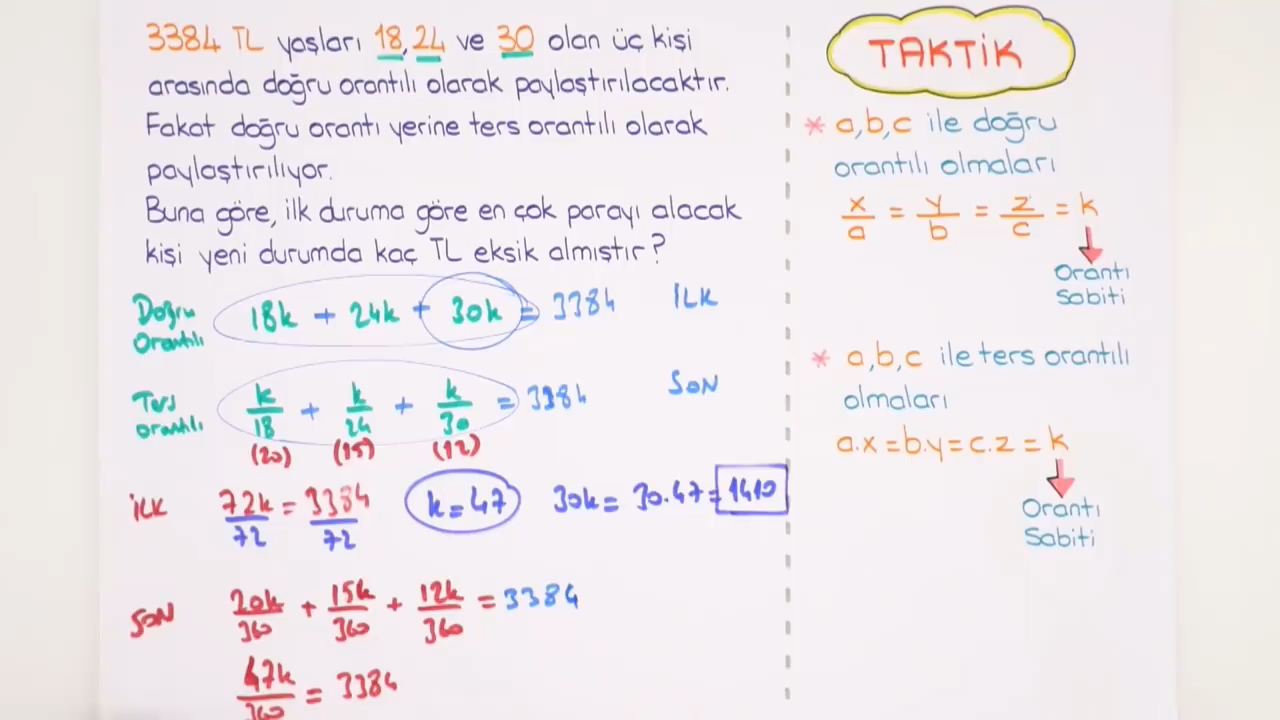 3384 TL yaşları 18, 24 ve 30 olan üç kişi
arasında doğru orantılı olarak paylaştırılacaktır.
Fakat doğru orantı yerine ters orantılı olarak
paylaştırılıyor.
Buna göre, ilk duruma göre en çok parayı alacak
kişi yeni durumda kaç TL eksik almıştır?
Doğru
Orantılı
18k + 24k + 30k = 3384 İLK
Ters
orantılı
k/18 + k/24 + k/30 = 3384 SON
(20) (15) (12)
İLK 72k/72 = 3384/72 k = 47 30k = 30.47 = 1410
SON 20k/360 + 15k/360 + 12k/360 = 3384
47k/360 = 3384
TAKTİK
* a,b,c ile doğru
orantılı olmaları
x/a = y/b = z/c = k
Orantı
Sabiti
* a,b,c ile ters orantılı
olmaları
a.x = b.y = c.z = k
Orantı
Sabiti